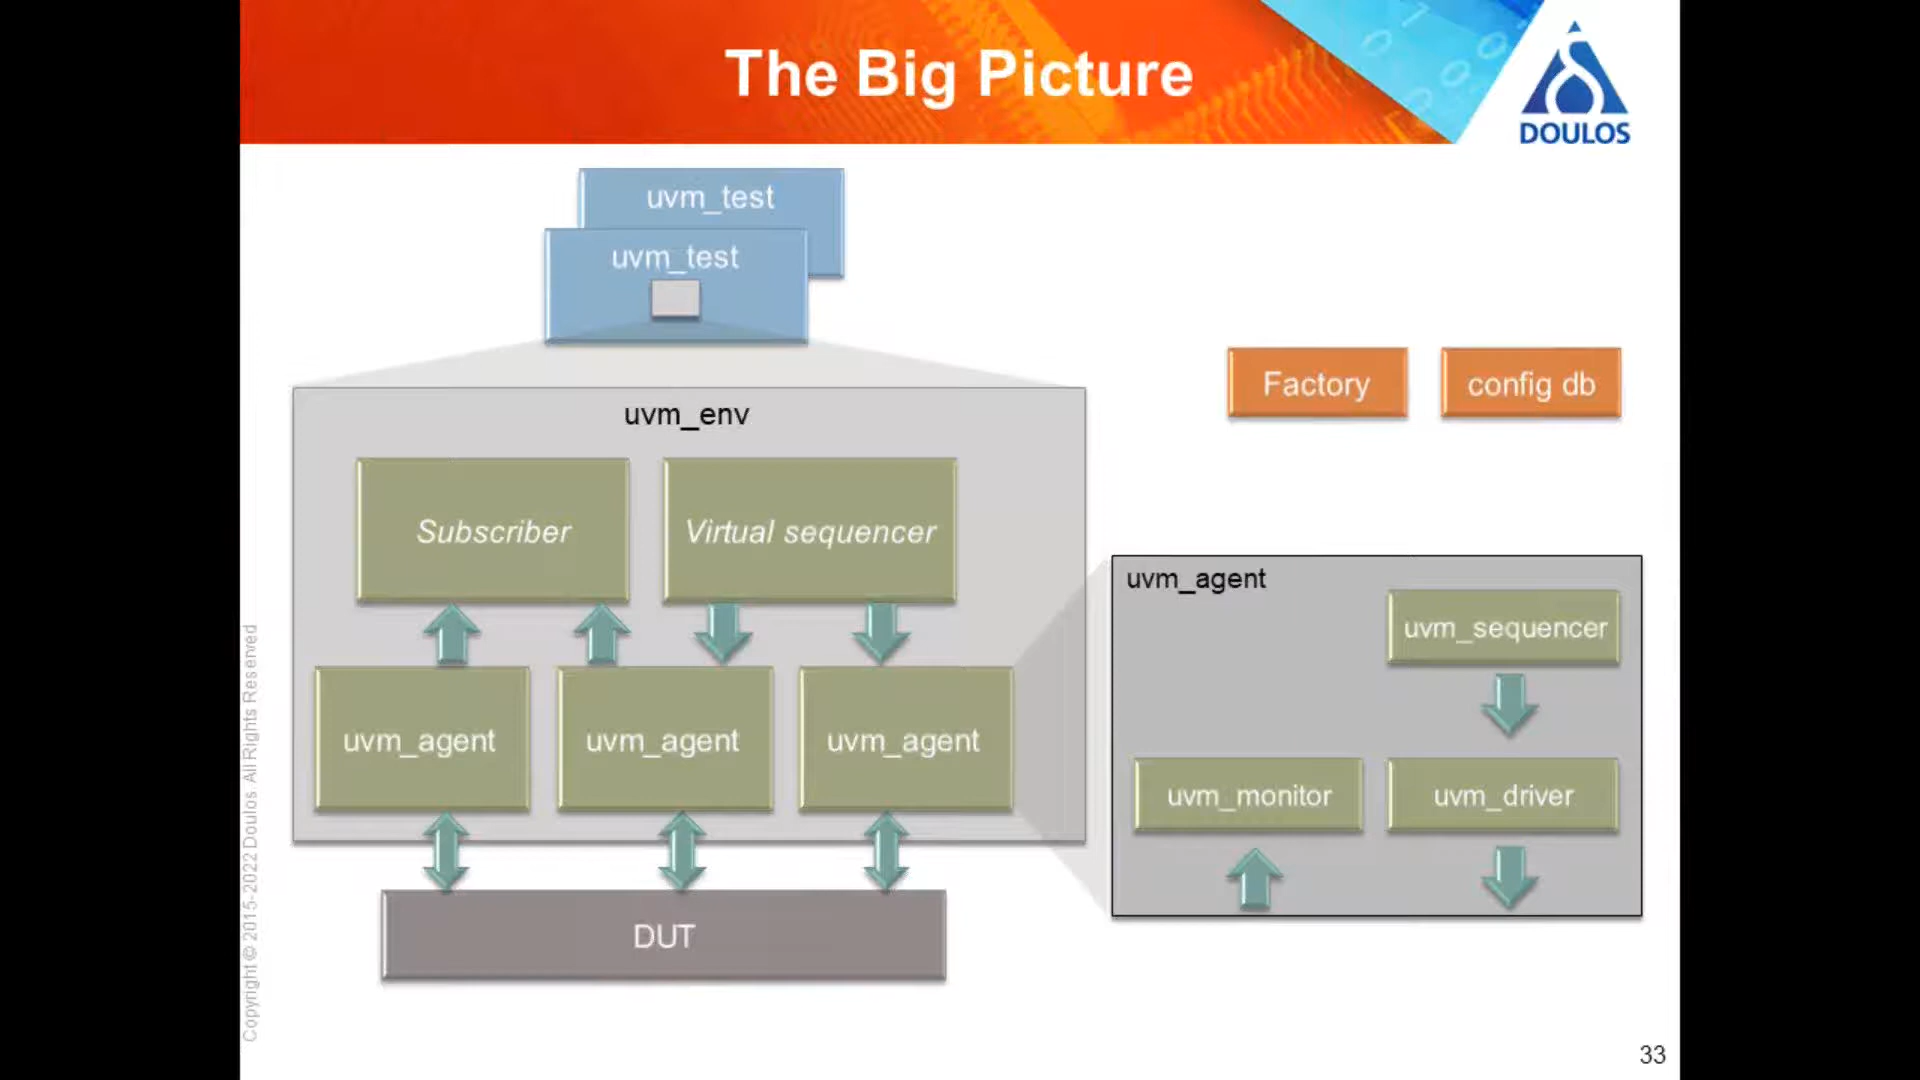 The Big Picture
DOULOS
uvm_test
uvm_test
Factory
config db
uvm_env
Subscriber
Virtual sequencer
uvm_agent
uvm_sequencer
uvm_agent
uvm_agent
uvm_agent
uvm_monitor
uvm_driver
DUT
Copyright © 2015-2022 Doulos. All Rights Reserved
33